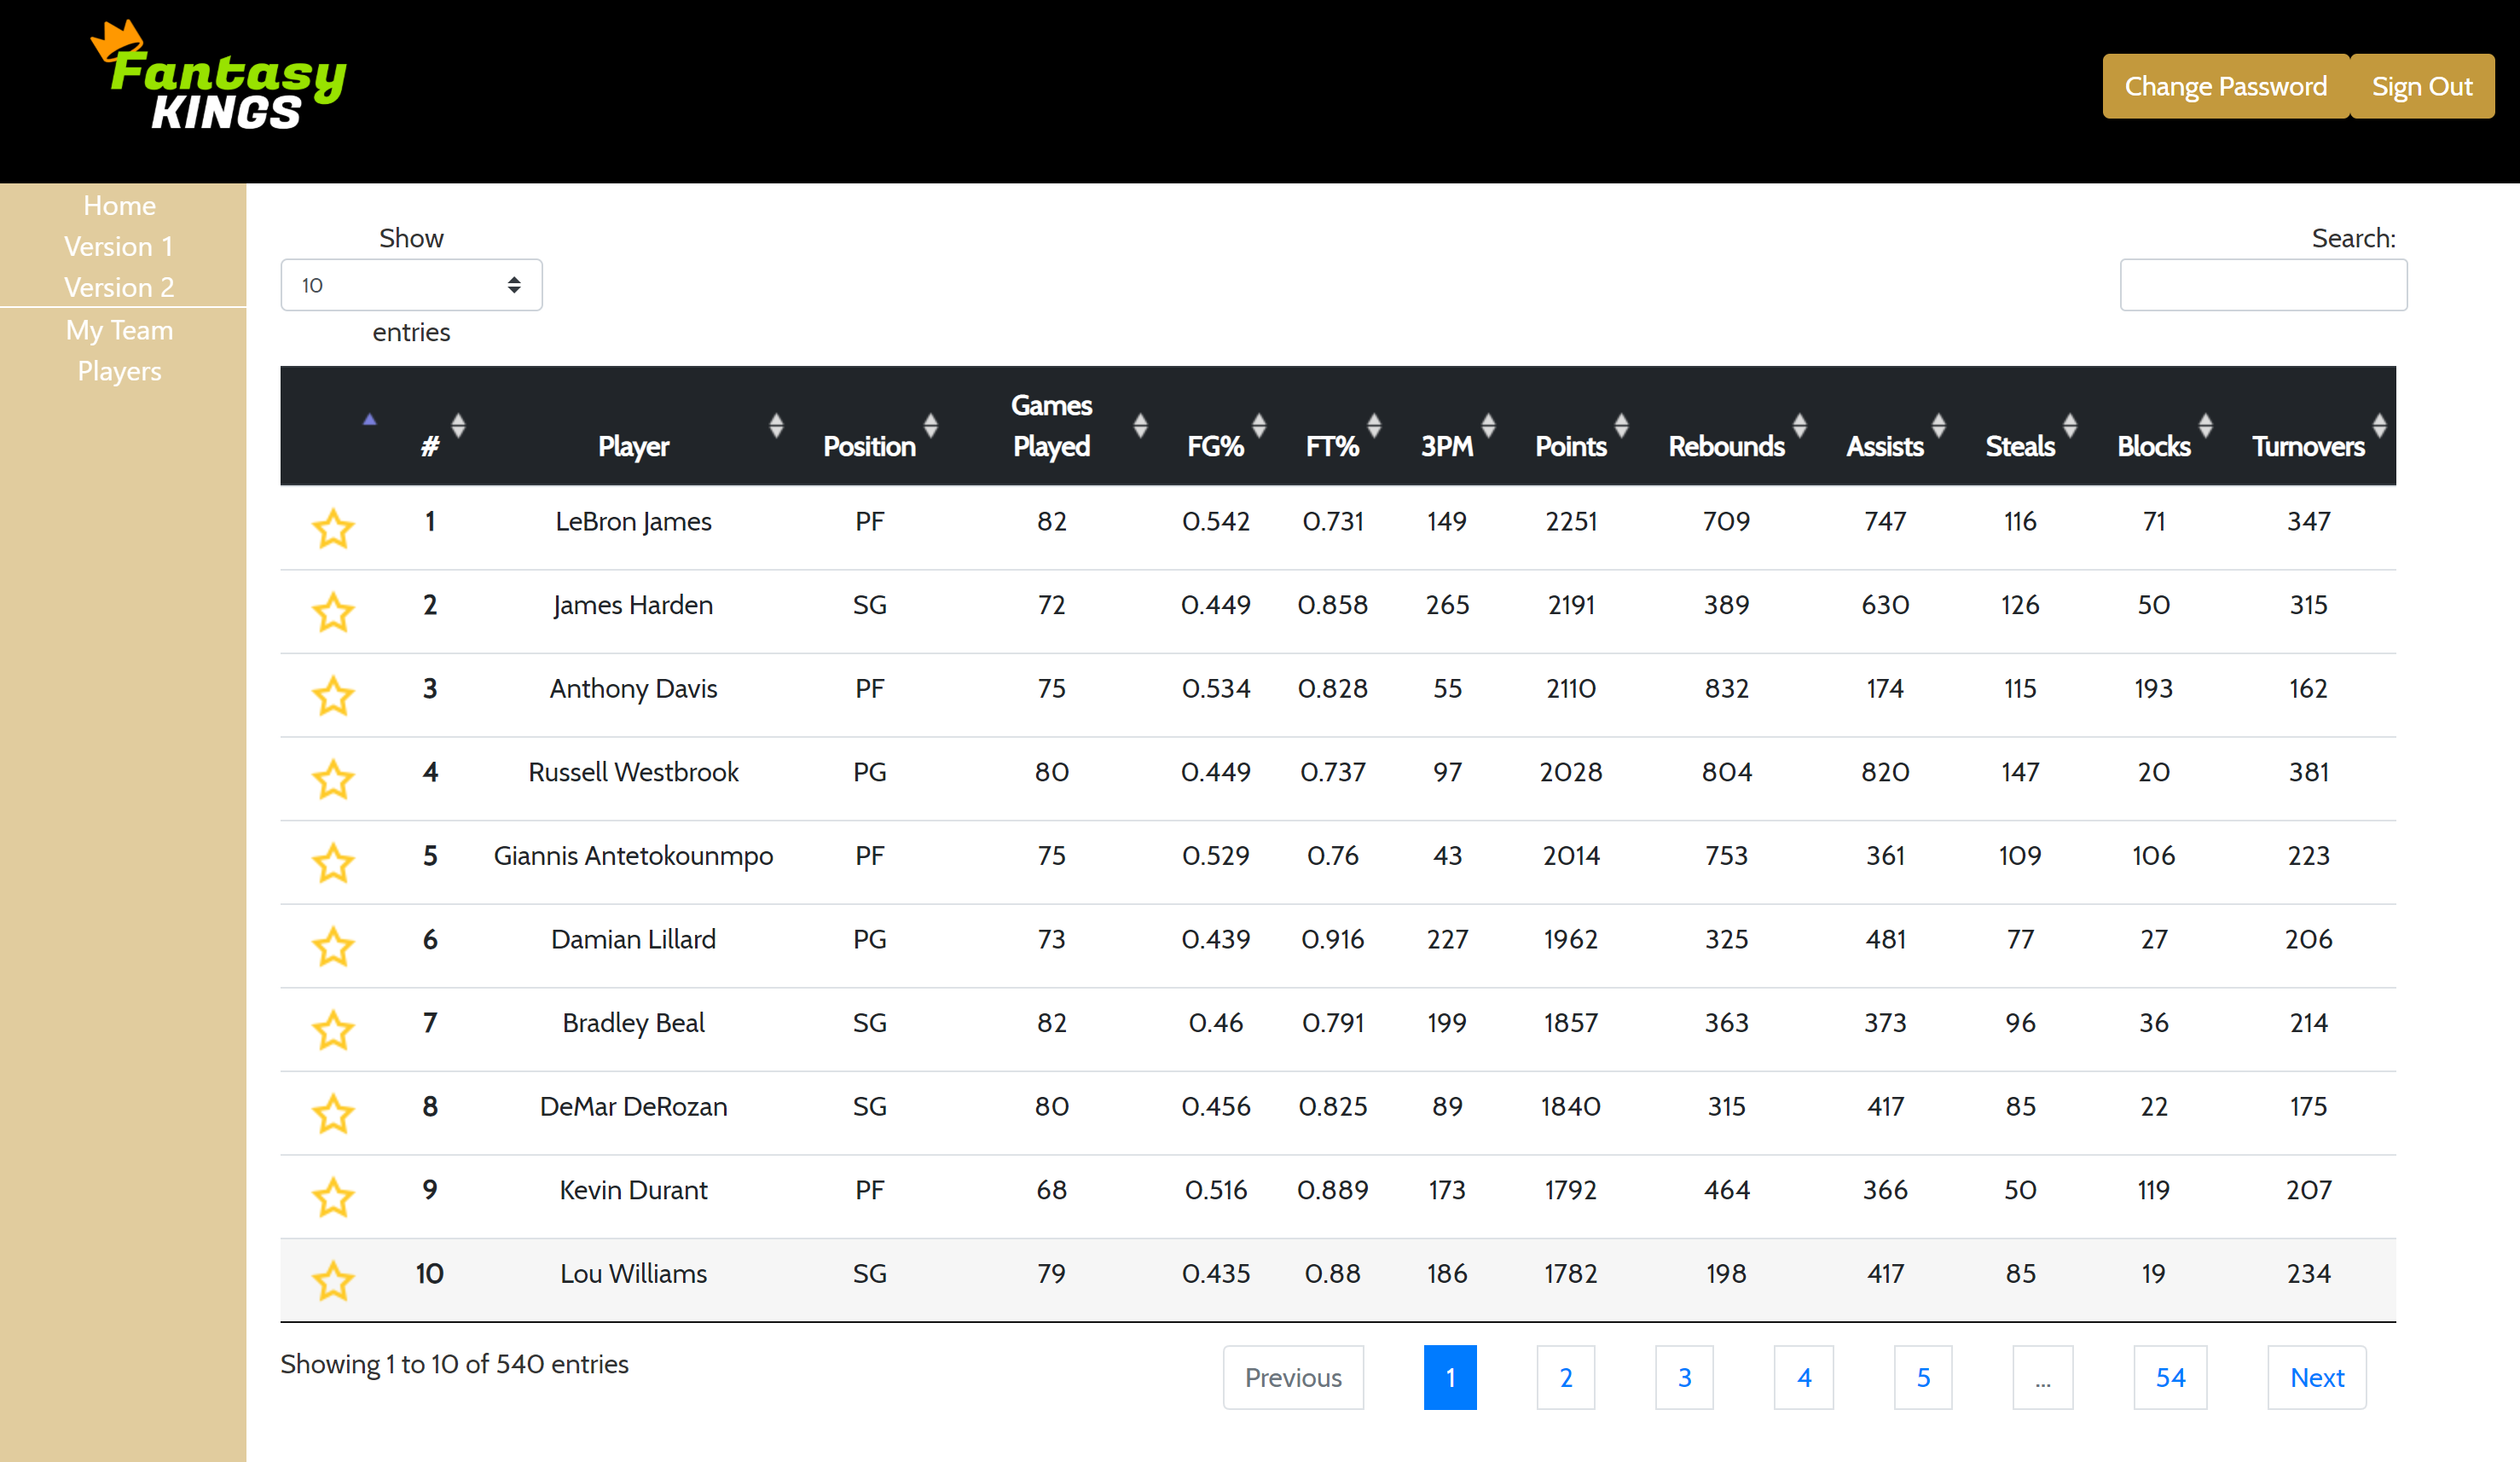 Fantasy
KINGS
Change Password Sign Out
Home
Version 1
Version 2
My Team
Players
Show
10
entries
Search:
# Player Position Games Played FG% FT% 3PM Points Rebounds Assists Steals Blocks Turnovers
1 LeBron James PF 82 0.542 0.731 149 2251 709 747 116 71 347
2 James Harden SG 72 0.449 0.858 265 2191 389 630 126 50 315
3 Anthony Davis PF 75 0.534 0.828 55 2110 832 174 115 193 162
4 Russell Westbrook PG 80 0.449 0.737 97 2028 804 820 147 20 381
5 Giannis Antetokounmpo PF 75 0.529 0.76 43 2014 753 361 109 106 223
6 Damian Lillard PG 73 0.439 0.916 227 1962 325 481 77 27 206
7 Bradley Beal SG 82 0.46 0.791 199 1857 363 373 96 36 214
8 DeMar DeRozan SG 80 0.456 0.825 89 1840 315 417 85 22 175
9 Kevin Durant PF 68 0.516 0.889 173 1792 464 366 50 119 207
10 Lou Williams SG 79 0.435 0.88 186 1782 198 417 85 19 234
Showing 1 to 10 of 540 entries
Previous 1 2 3 4 5 ... 54 Next